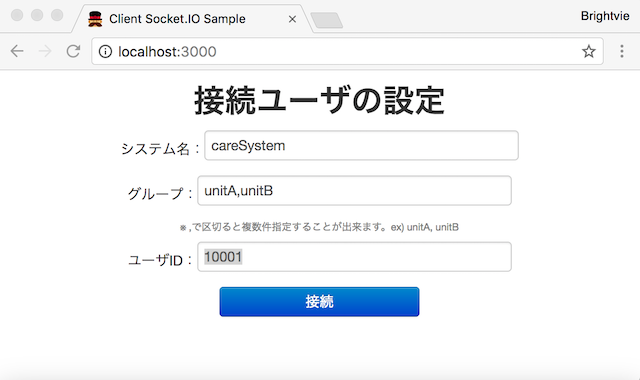 Client Socket.IO Sample
Brightvie
localhost:3000
接続ユーザの設定
システム名： careSystem
グループ： unitA,unitB
※ ,で区切ると複数件指定することが出来ます。ex) unitA, unitB
ユーザID： 10001
接続